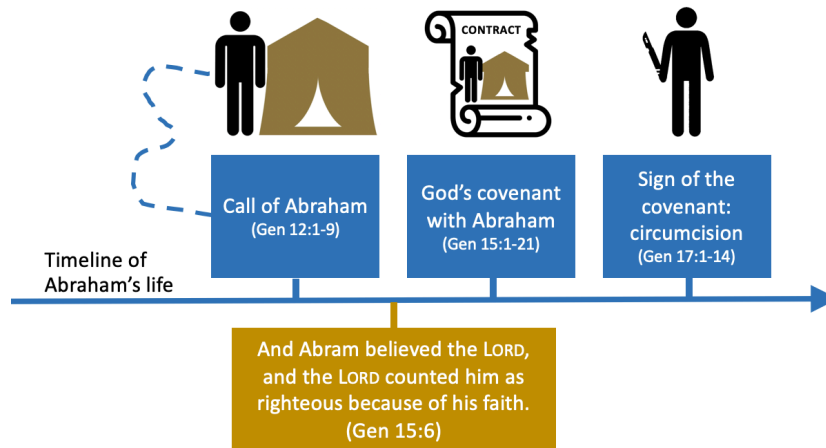 CONTRACT
Call of Abraham
(Gen 12:1-9)
God’s covenant
with Abraham
(Gen 15:1-21)
Sign of the
covenant:
circumcision
(Gen 17:1-14)
Timeline of
Abraham’s life
And Abram believed the LORD,
and the LORD counted him as
righteous because of his faith.
(Gen 15:6)